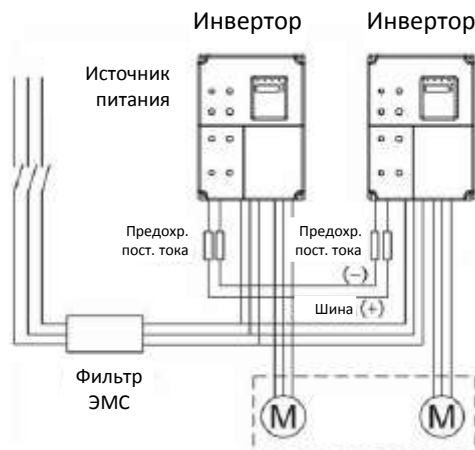 Инвертор
Инвертор
Источник
питания
Предохр.
пост. тока
Предохр.
пост. тока
(−)
Шина (+)
Фильтр
ЭМС
M
M